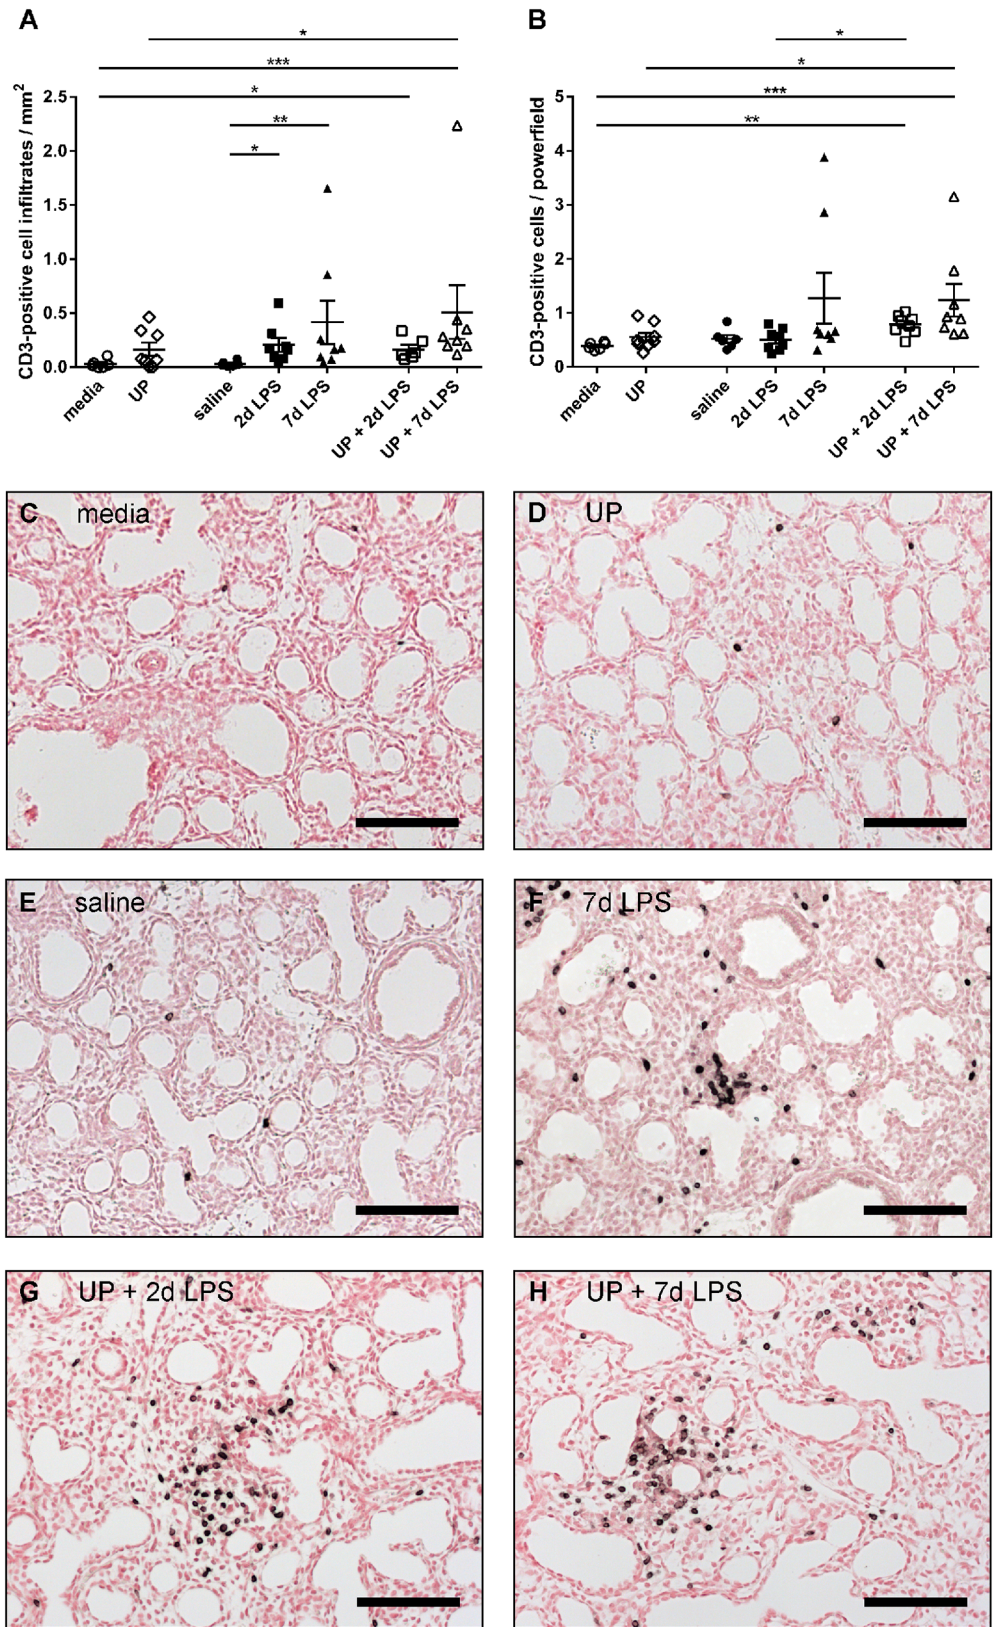 A
*
***
*
**
*
CD3-positive cell infiltrates / mm2
2.5
2.0
1.5
1.0
0.5
0.0
media
UP
saline
2d LPS
7d LPS
UP + 2d LPS
UP + 7d LPS
B
*
*
***
**
CD3-positive cells / powerfield
5
4
3
2
1
0
media
UP
saline
2d LPS
7d LPS
UP + 2d LPS
UP + 7d LPS
C media
D UP
E saline
F 7d LPS
G UP + 2d LPS
H UP + 7d LPS